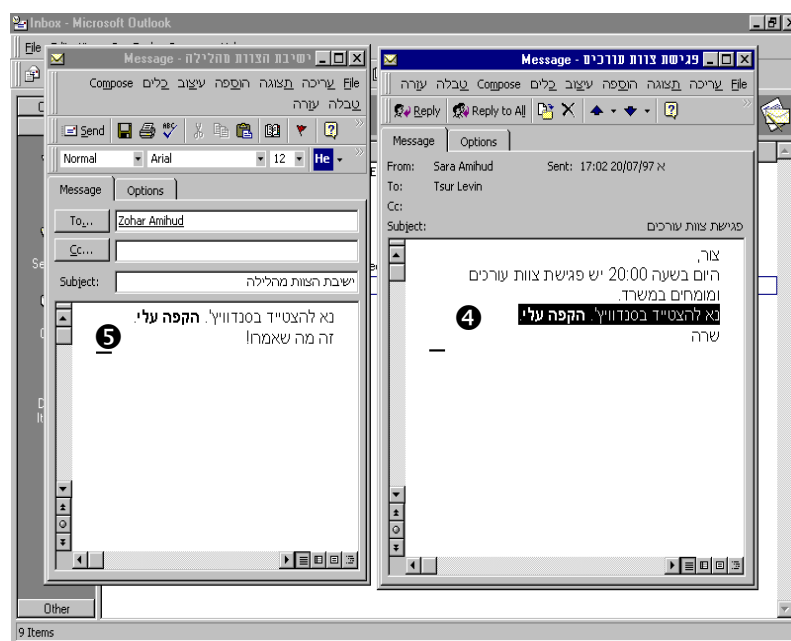 Inbox - Microsoft Outlook
File
ישיבת הצוות מהלילה - Message
File עריכה תצוגה הוספה עיצוב כלים Compose
טבלה עזרה
Send
Normal Arial 12 He
Message Options
To... Zohar Amihud
Cc...
Subject: ישיבת הצוות מהלילה
נא להצטייד בסנדוויץ'. הקפה עלי.
❺
זה מה שאמרו!
פגישת צוות עורכים - Message
File עריכה תצוגה הוספה עיצוב כלים Compose טבלה עזרה
Reply Reply to All
Message Options
From: Sara Amihud Sent: א 20/07/97 17:02
To: Tsur Levin
Cc:
Subject: פגישת צוות עורכים
צור,
היום בשעה 20:00 יש פגישת צוות עורכים
ומומחים במשרד.
נא להצטייד בסנדוויץ'. הקפה עלי.
❹
שרה
Other
9 Items